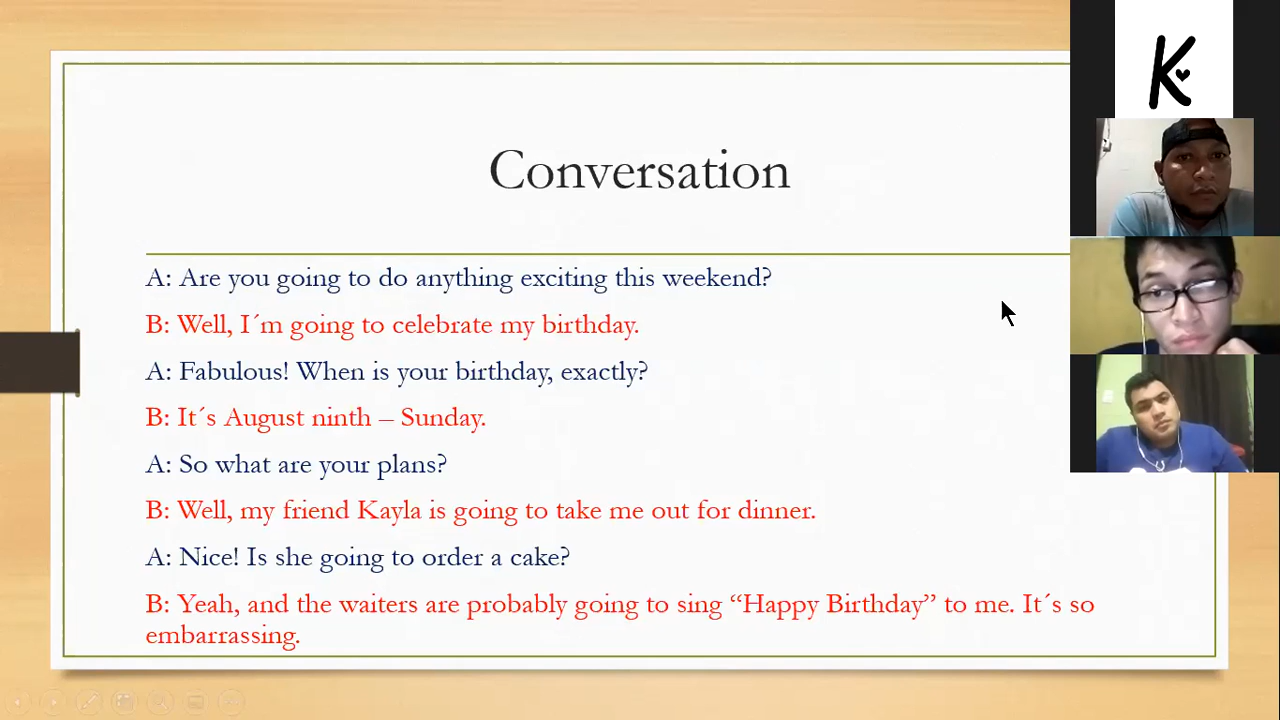 K
Conversation
A: Are you going to do anything exciting this weekend?
B: Well, I´m going to celebrate my birthday.
A: Fabulous! When is your birthday, exactly?
B: It´s August ninth – Sunday.
A: So what are your plans?
B: Well, my friend Kayla is going to take me out for dinner.
A: Nice! Is she going to order a cake?
B: Yeah, and the waiters are probably going to sing “Happy Birthday” to me. It´s so
embarrassing.